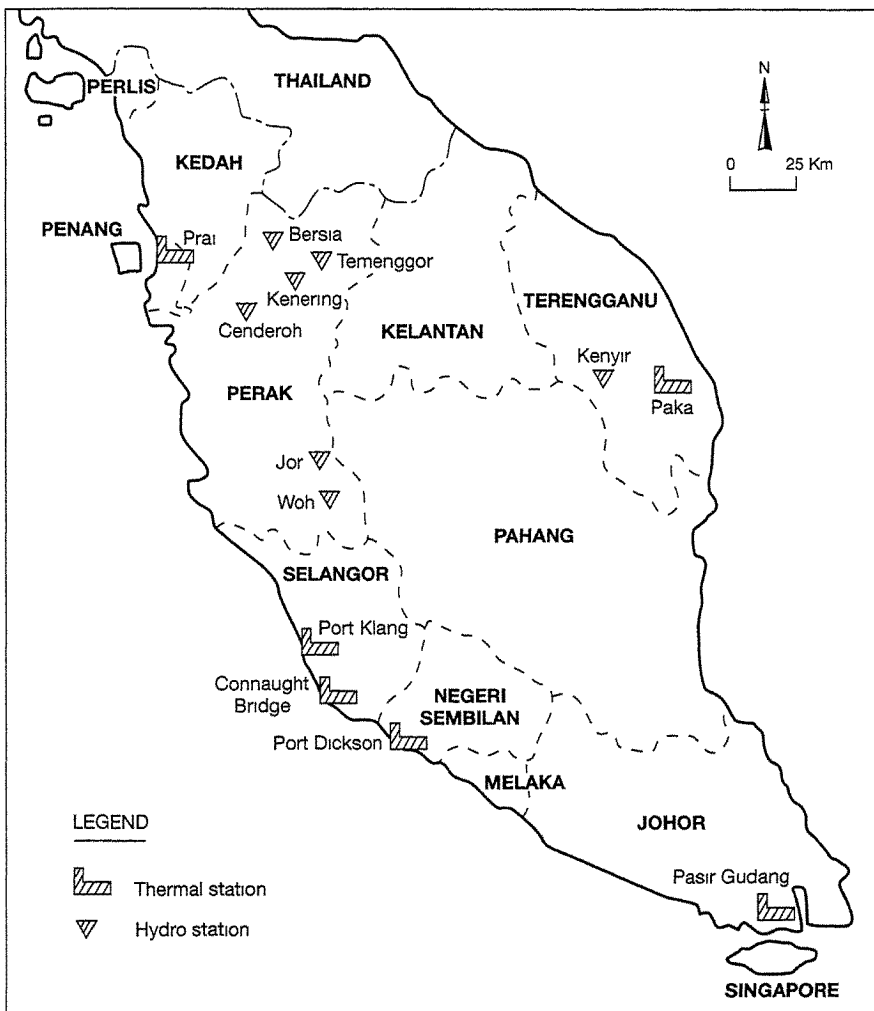 THAILAND
PERLIS
N
KEDAH
0 25 Km
PENANG
Prai
Bersia
Temenggor
Kenering
Cenderoh
TERENGGANU
KELANTAN
Kenyir
Paka
PERAK
Jor
Woh
PAHANG
SELANGOR
Port Klang
Connaught
Bridge
NEGERI
SEMBILAN
Port Dickson
MELAKA
JOHOR
LEGEND
Thermal station
Hydro station
Pasir Gudang
SINGAPORE